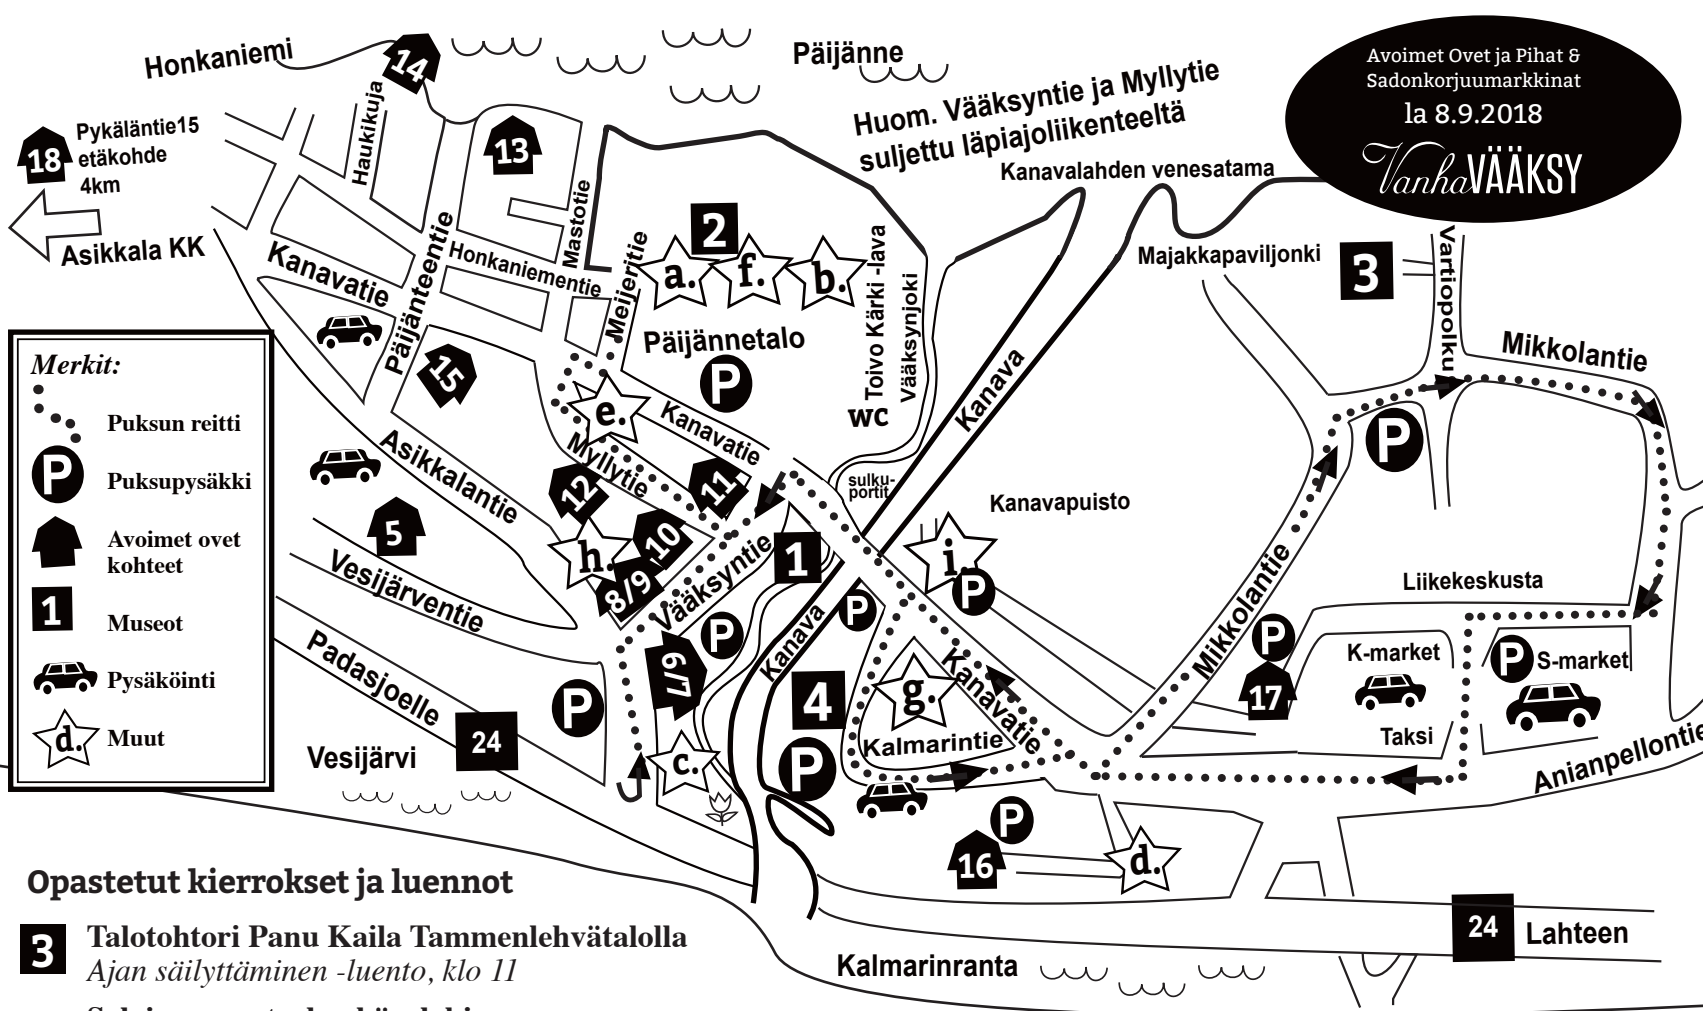 Honkaniemi
14
Päijänne
Huom. Vääksyntie ja Myllytie
suljettu läpiajoliikenteeltä
Avoimet Ovet ja Pihat &
Sadonkorjuumarkkinat
la 8.9.2018
VanhaVÄÄKSY
18
Pykäläntie15
etäkohde
4km
Asikkala KK
Haukikuja
13
Mastotie
Kanavalahden venesatama
Majakkapaviljonki
3
Vartiopolku
Mikkolantie
Kanavatie
Päijänteentie
Honkaniementie
Meijeritie
2
a.
f.
b.
Päijännetalo
P
Toivo Kärki -lava
Vääksynjoki
wc
Kanava
15
e.
Kanavatie
Myllytie
Asikkalantie
12
11
sulku-
portit
Kanavapuisto
5
h.
10
8/9
Vääksyntie
1
i.
P
P
P
Vesijärventie
Padasjoelle
6/7
P
Kanava
P
4
P
g.
Kanavatie
Kalmarintie
Mikkolantie
Liikekeskusta
P
17
K-market
P
S-market
Taksi
Anianpellontie
Vesijärvi
24
c.
P
16
d.
24
Lahteen
Kalmarinranta
Merkit:
Puksun reitti
P
Puksupysäkki
Avoimet ovet
kohteet
1
Museot
Pysäköinti
d.
Muut
Opastetut kierrokset ja luennot
3
Talotohtori Panu Kaila Tammenlehvätalolla
Ajan säilyttäminen -luento, klo 11